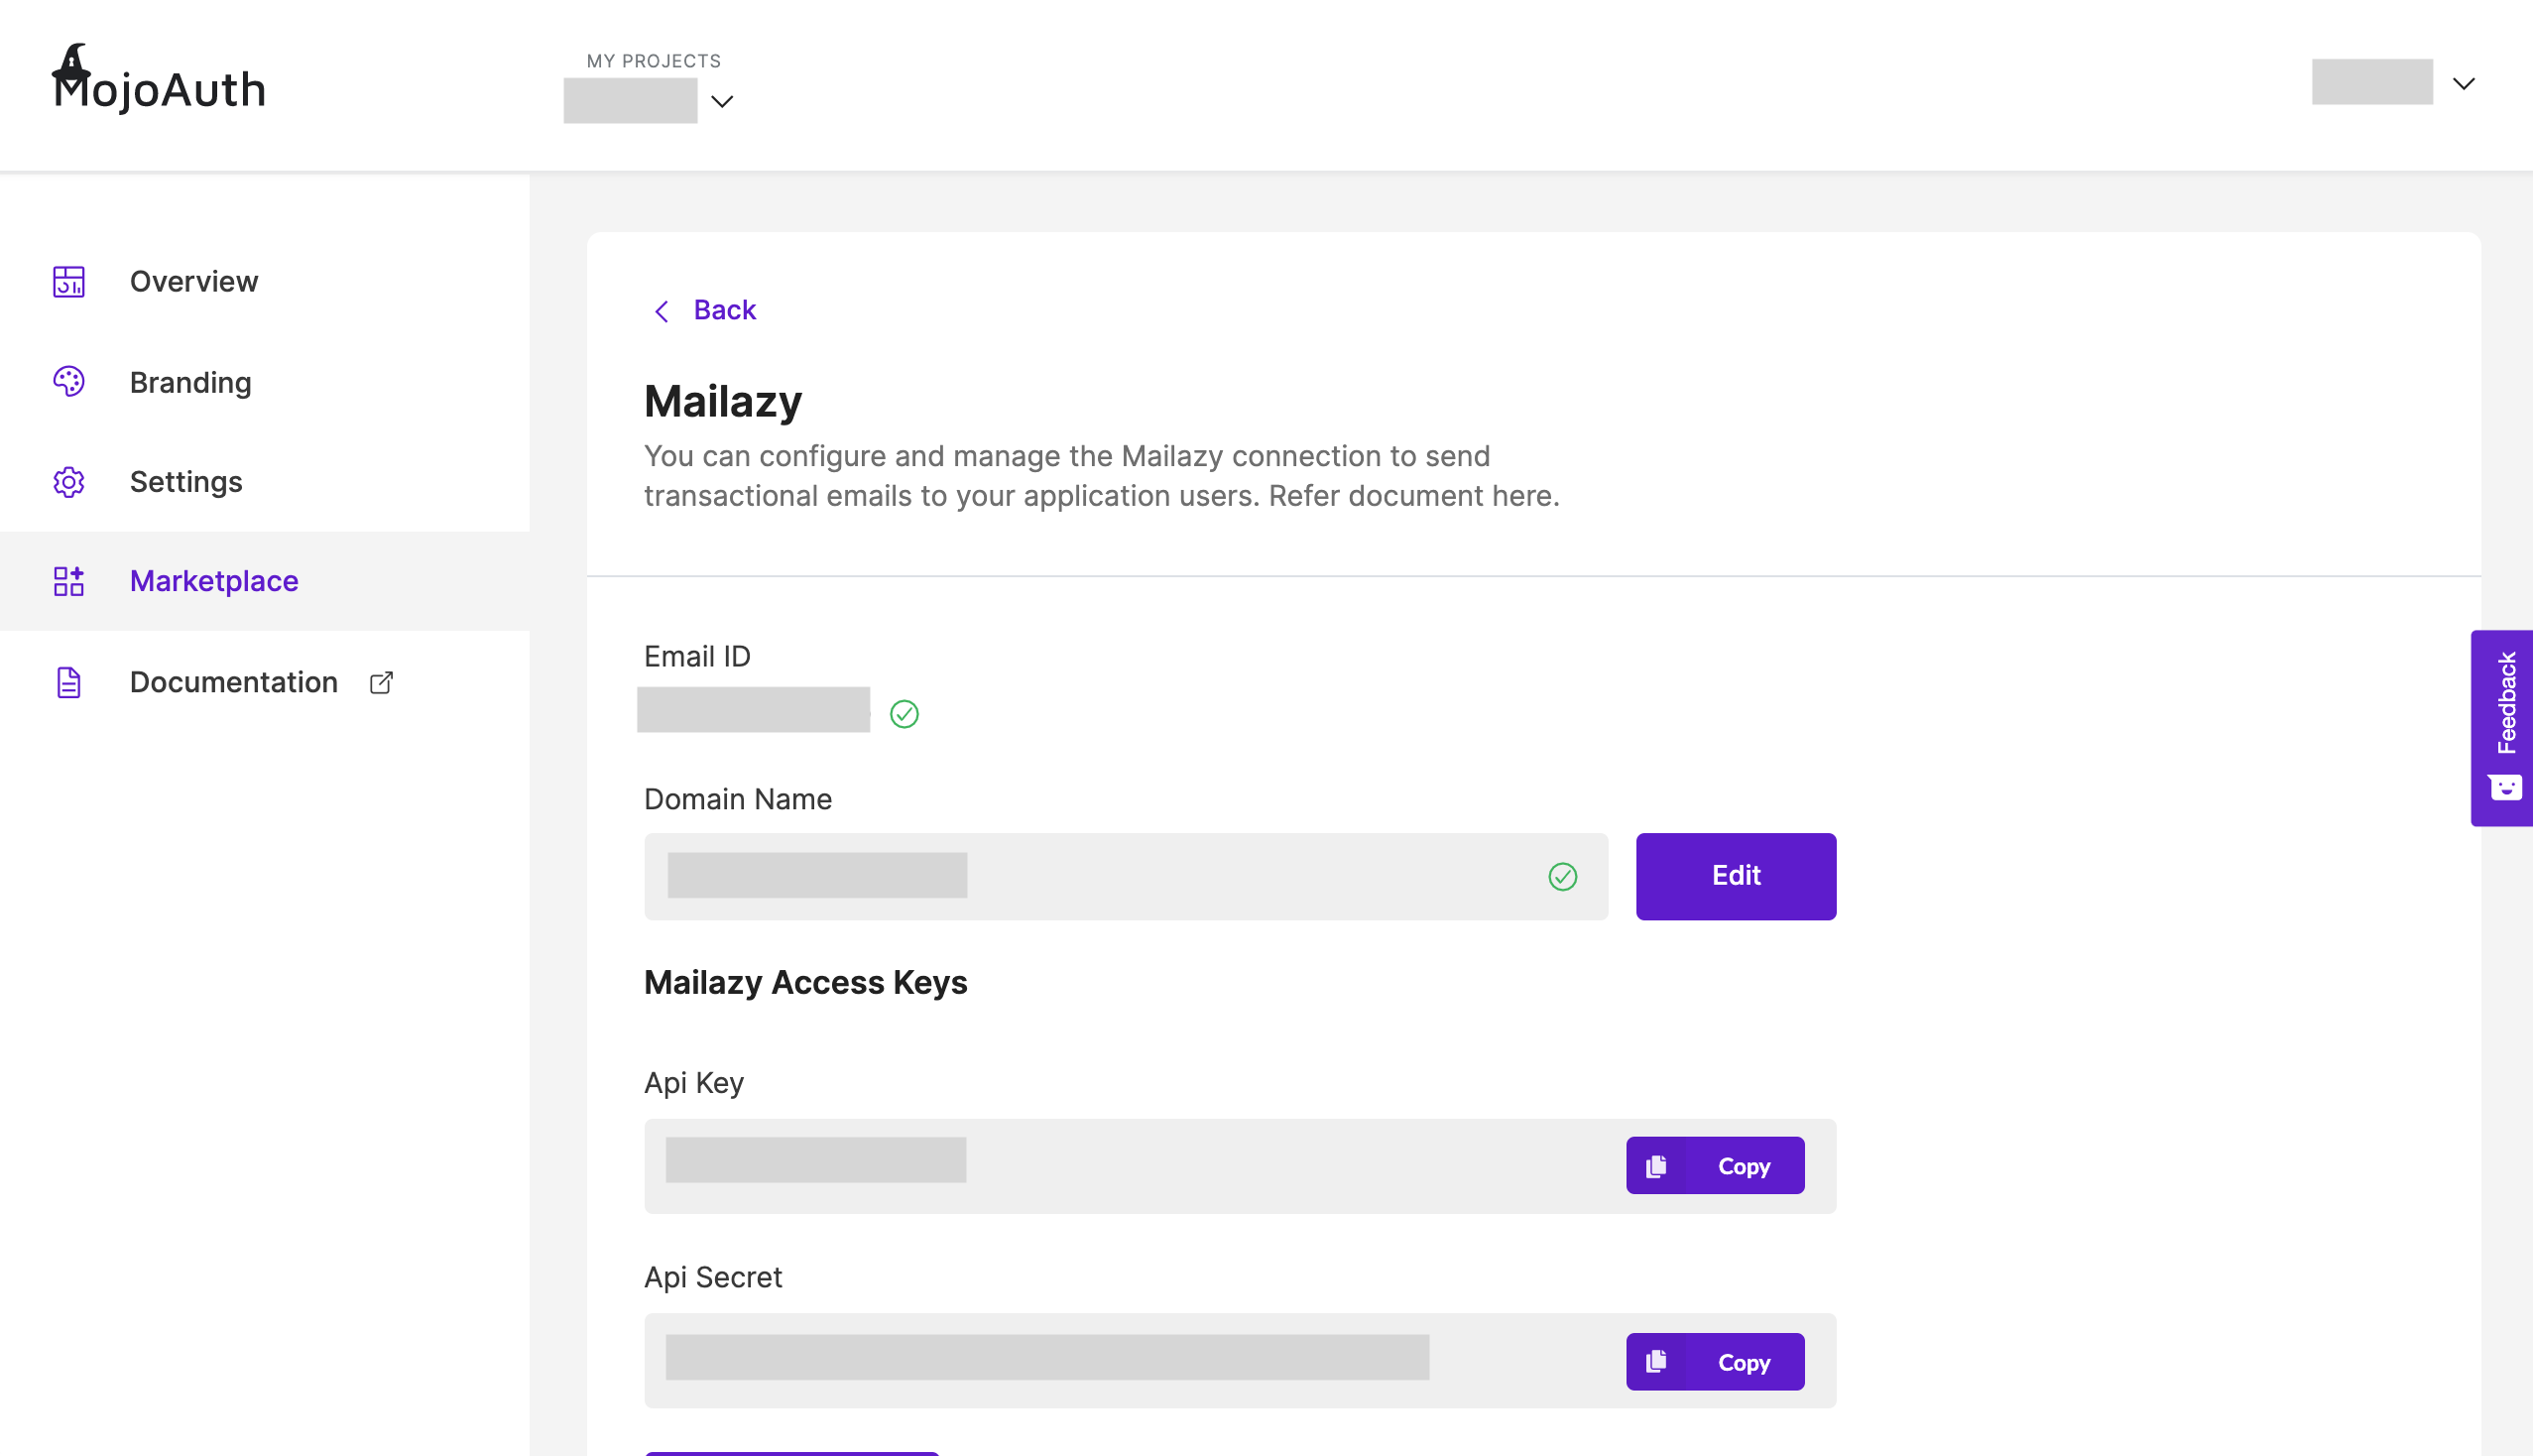 MojoAuth
MY PROJECTS
Overview
Branding
Settings
Marketplace
Documentation
Back
Mailazy
You can configure and manage the Mailazy connection to send
transactional emails to your application users. Refer document here.
Email ID
Domain Name
Edit
Mailazy Access Keys
Api Key
Copy
Api Secret
Copy
Feedback